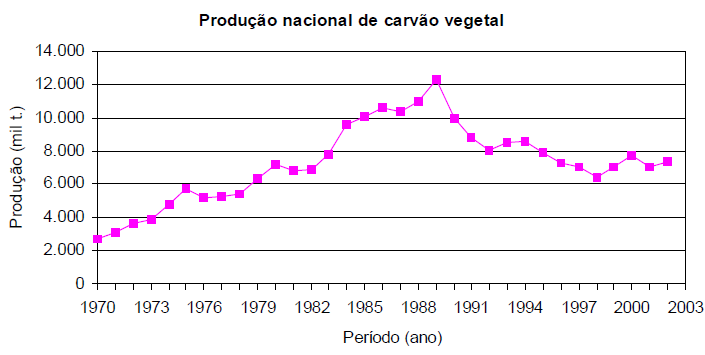 Produção nacional de carvão vegetal
14.000
12.000
10.000
8.000
6.000
4.000
2.000
0
Produção (mil t.)
1970 1973 1976 1979 1982 1985 1988 1991 1994 1997 2000 2003
Período (ano)